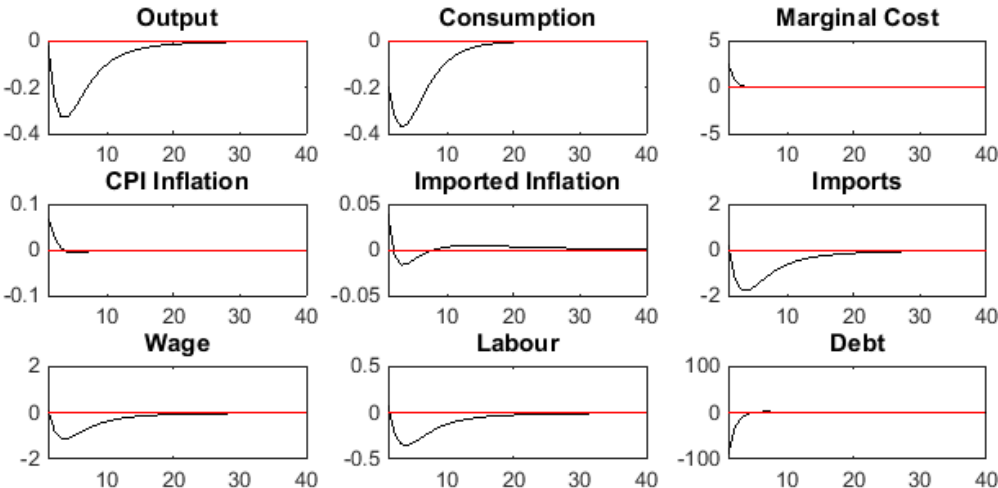 Output Consumption Marginal Cost
0 0 5
-0.2 -0.2 0
-0.4 -0.4 -5
10 20 30 40 10 20 30 40 10 20 30 40
CPI Inflation Imported Inflation Imports
0.1 0.05 2
0 0 0
-0.1 -0.05 -2
10 20 30 40 10 20 30 40 10 20 30 40
Wage Labour Debt
2 0.5 100
0 0 0
-2 -0.5 -100
10 20 30 40 10 20 30 40 10 20 30 40